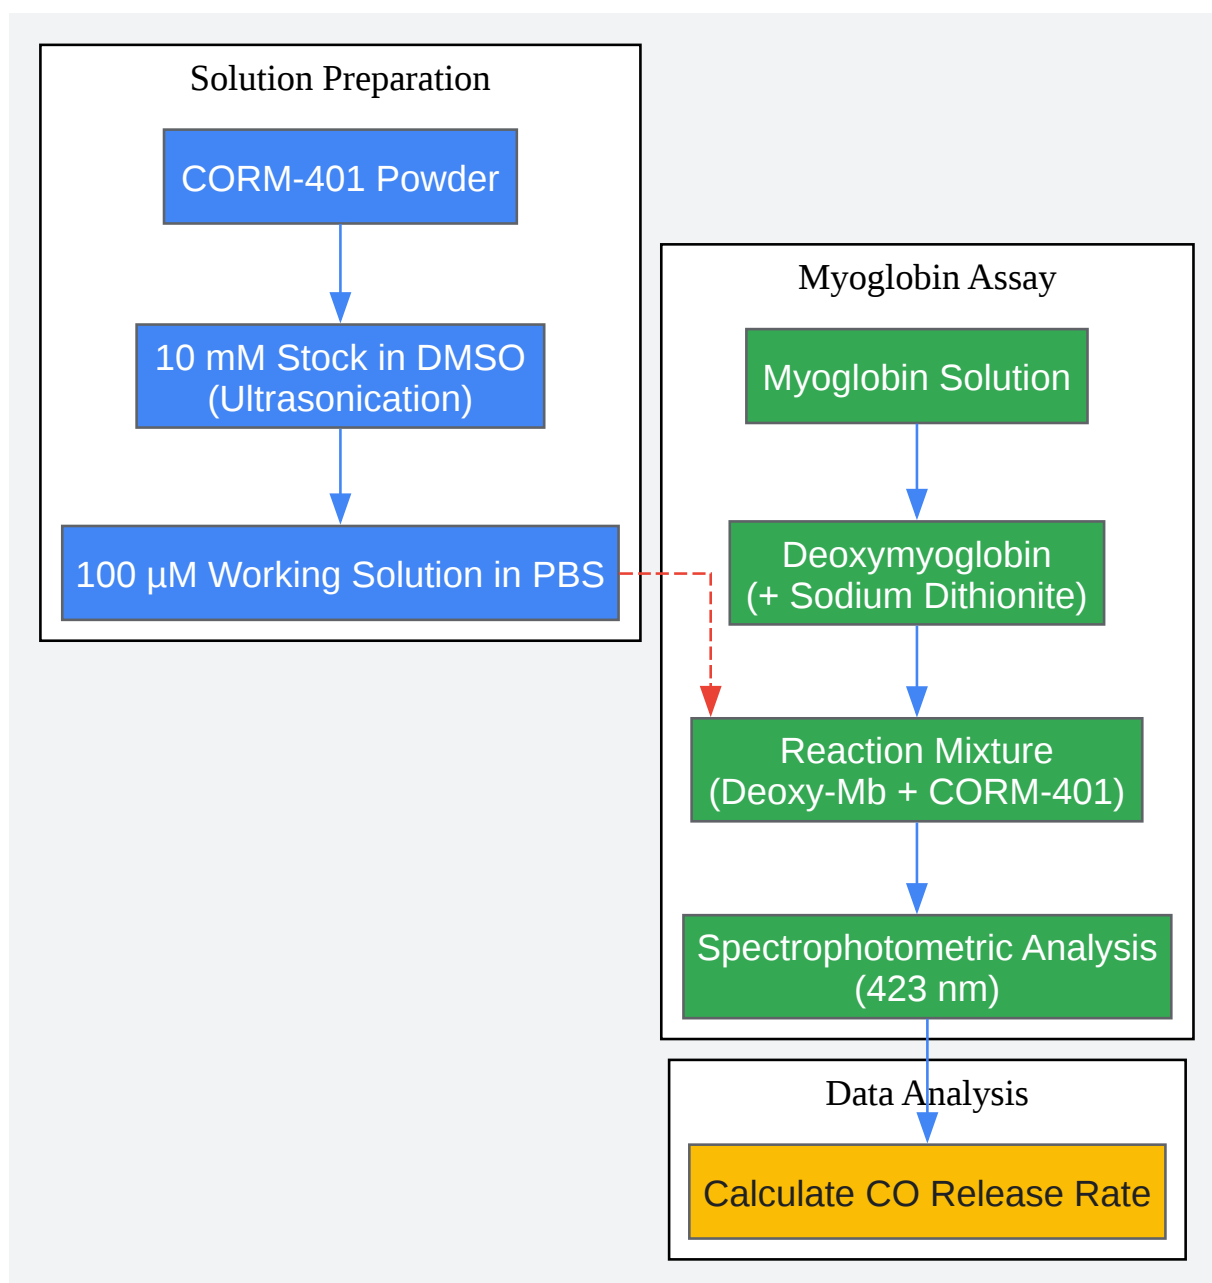 Solution Preparation
CORM-401 Powder
10 mM Stock in DMSO
(Ultrasonication)
100 µM Working Solution in PBS
Myoglobin Assay
Myoglobin Solution
Deoxymyoglobin
(+ Sodium Dithionite)
Reaction Mixture
(Deoxy-Mb + CORM-401)
Spectrophotometric Analysis
(423 nm)
Data Analysis
Calculate CO Release Rate